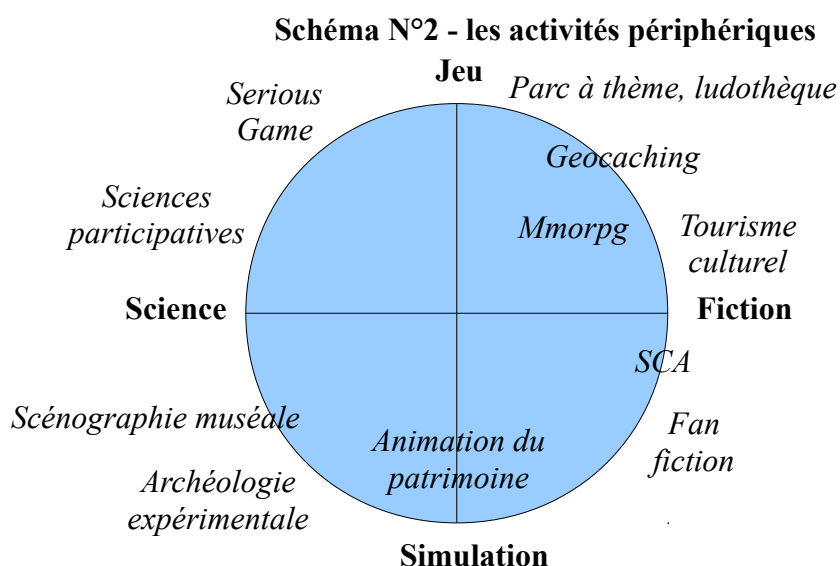 Schéma N°2 - les activités périphériques
Jeu
Parc à thème, ludothèque
Serious
Game
Geocaching
Sciences
participatives
Mmorpg
Tourisme
culturel
Science
Fiction
SCA
Scénographie muséale
Fan
fiction
Animation du
patrimoine
Archéologie
expérimentale
Simulation